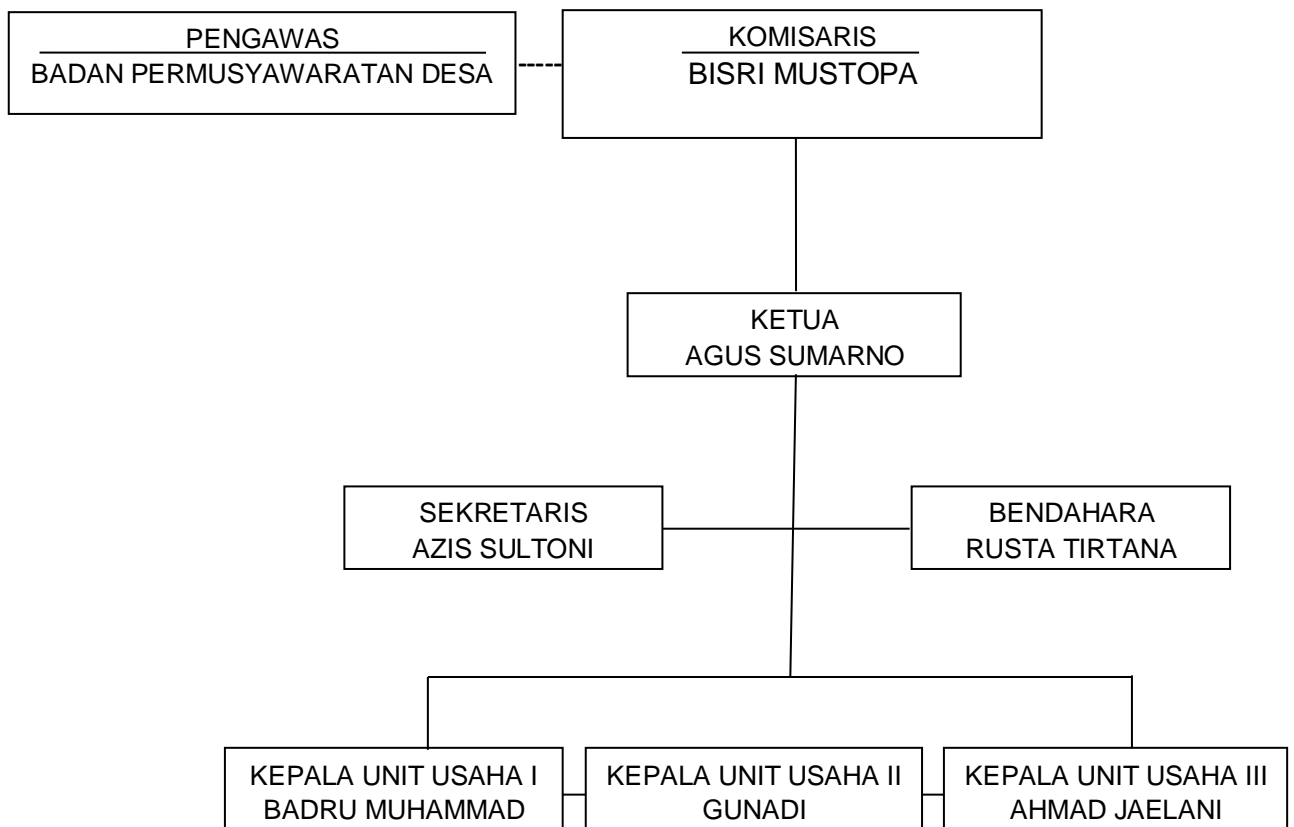 PENGAWAS
BADAN PERMUSYAWARATAN DESA
KOMISARIS
BISRI MUSTOPA
KETUA
AGUS SUMARNO
SEKRETARIS
AZIS SULTONI
BENDAHARA
RUSTA TIRTANA
KEPALA UNIT USAHA I
BADRU MUHAMMAD
KEPALA UNIT USAHA II
GUNADI
KEPALA UNIT USAHA III
AHMAD JAELANI